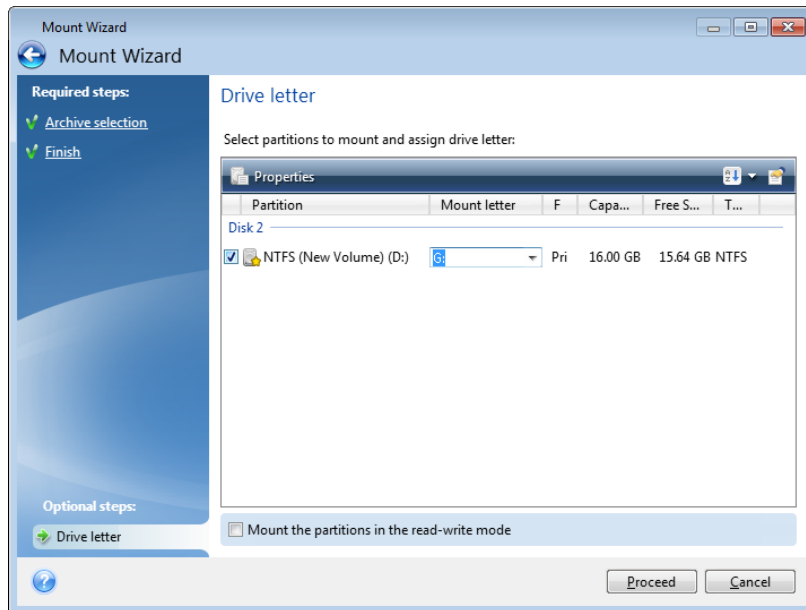 Mount Wizard
Mount Wizard
Required steps:
Archive selection
Finish
Drive letter
Select partitions to mount and assign drive letter:
Properties
Partition Mount letter F Capa... Free S... T...
Disk 2
NTFS (New Volume) (D:) G: Pri 16.00 GB 15.64 GB NTFS
Optional steps:
Drive letter
Mount the partitions in the read-write mode
Proceed Cancel